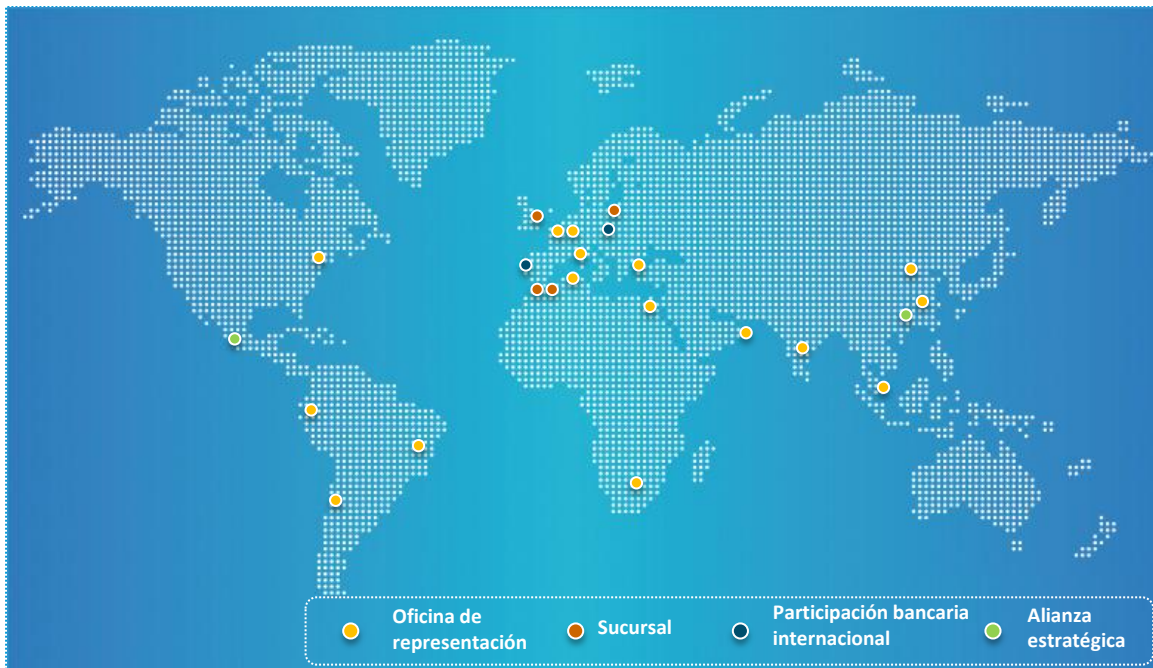 Oficina de
representación
Sucursal
Participación bancaria
internacional
Alianza
estratégica